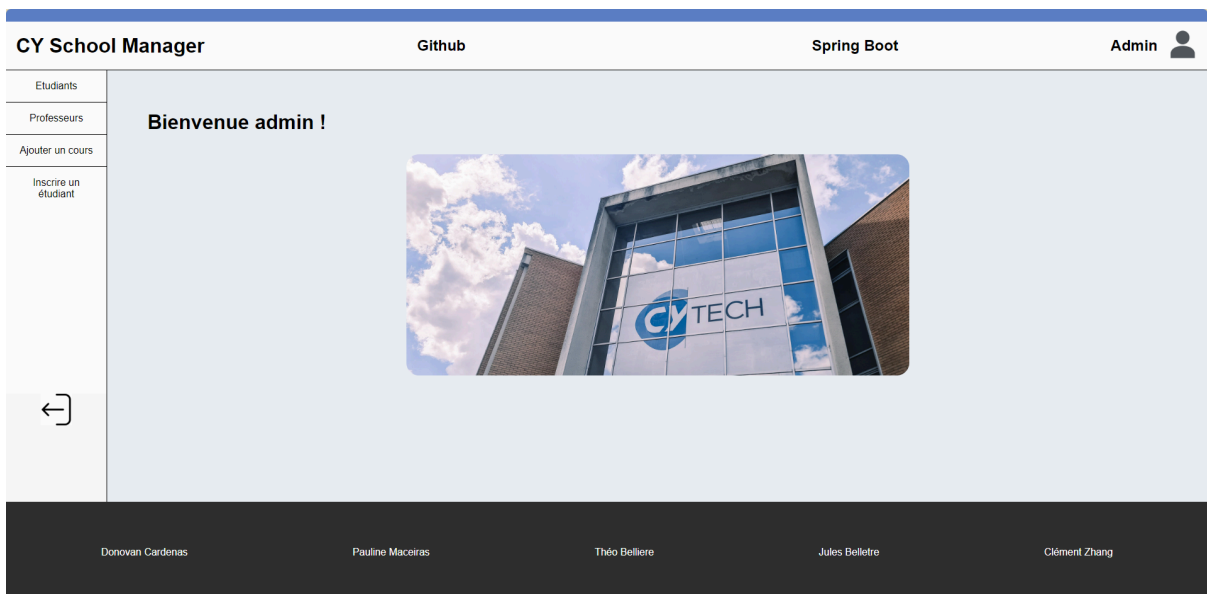 CY School Manager
Github
Spring Boot
Admin
Etudiants
Professeurs
Ajouter un cours
Inscrire un
étudiant
Bienvenue admin !
CY TECH
Donovan Cardenas
Pauline Maceiras
Théo Belliere
Jules Belletre
Clément Zhang